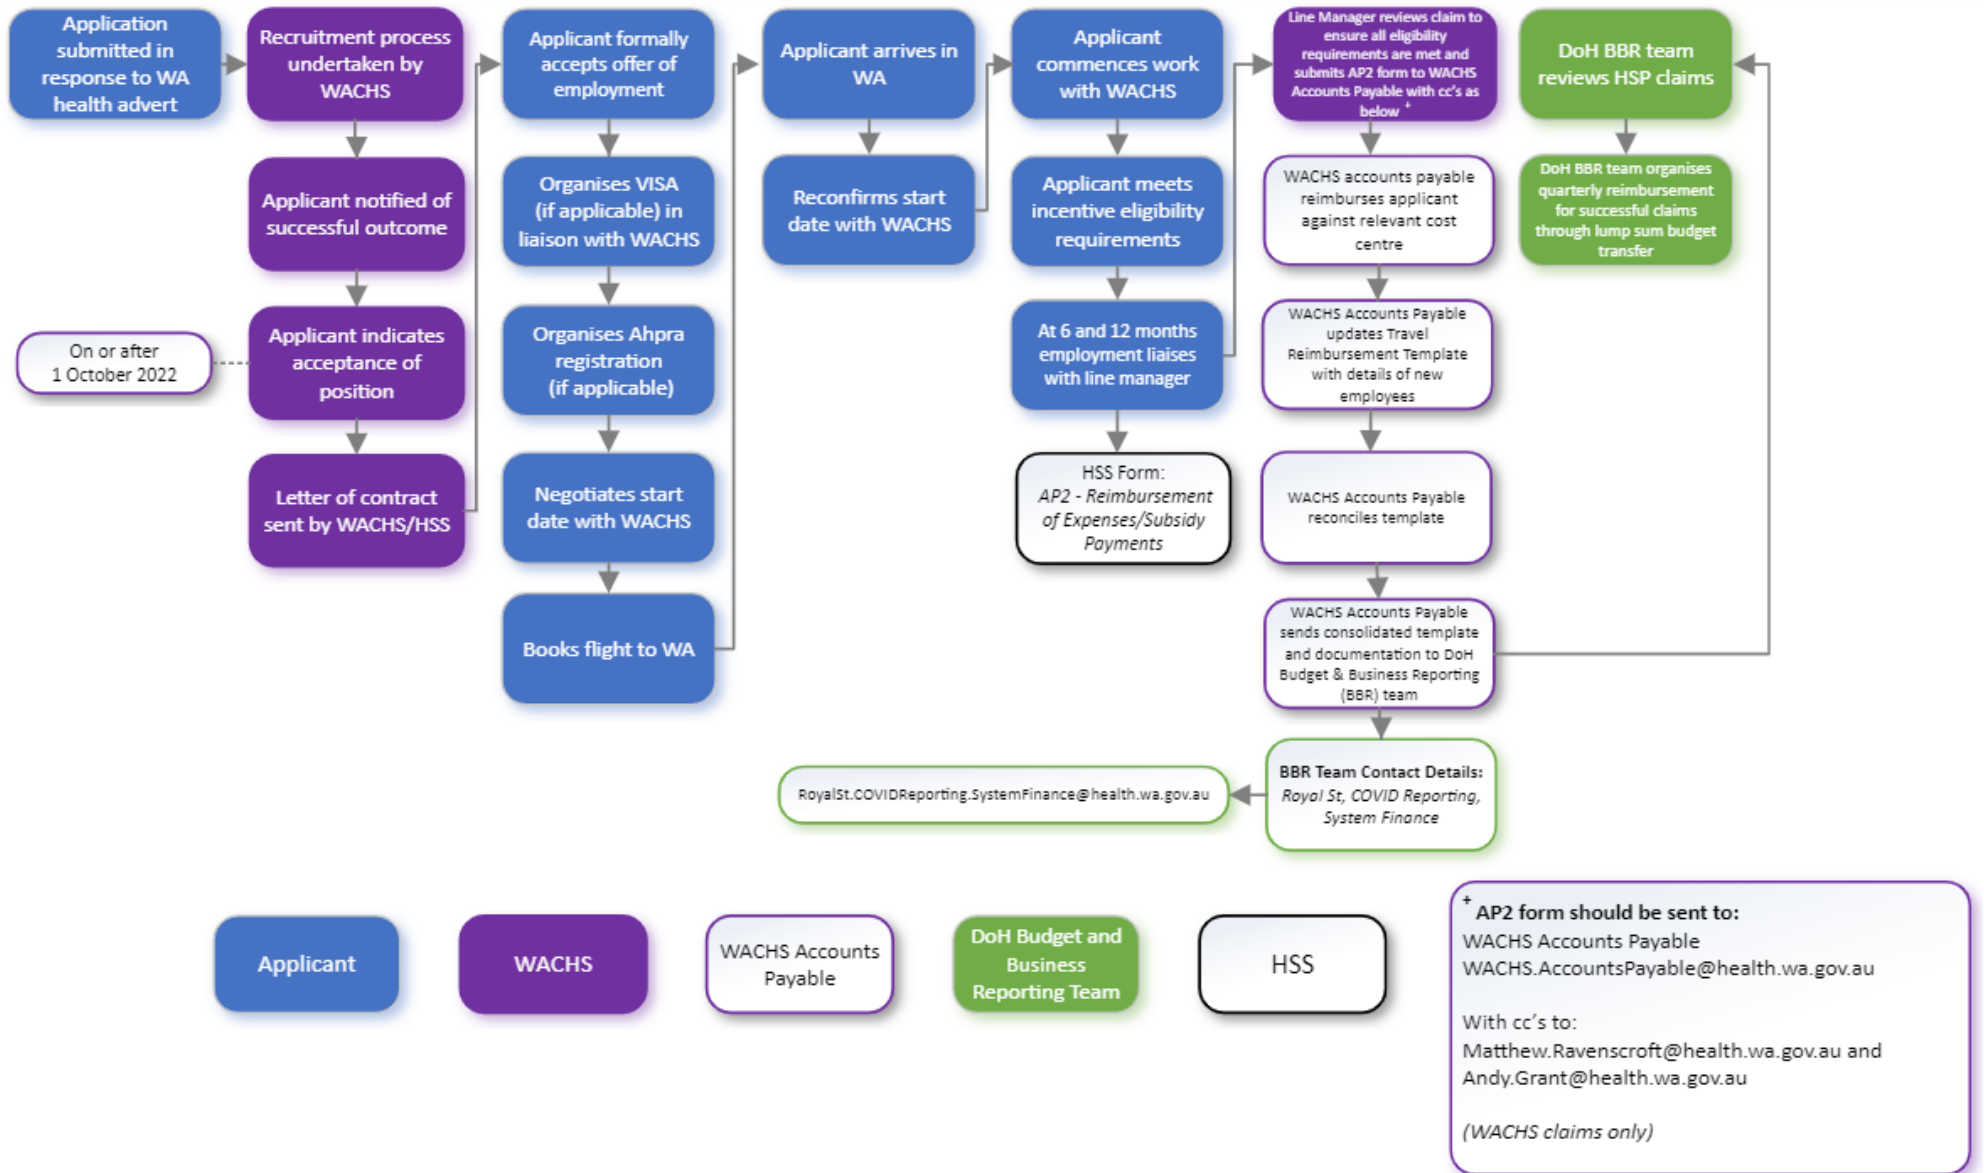 Application
submitted in
response to WA
health advert
Recruitment process
undertaken by
WACHS
Applicant notified of
successful outcome
Applicant indicates
acceptance of
position
On or after
1 October 2022
Letter of contract
sent by WACHS/HSS
Applicant formally
accepts offer of
employment
Organises VISA
(if applicable) in
liaison with WACHS
Organises Ahpra
registration
(if applicable)
Negotiates start
date with WACHS
Books flight to WA
Applicant arrives in
WA
Reconfirms start
date with WACHS
Applicant
commences work
with WACHS
Applicant meets
incentive eligibility
requirements
At 6 and 12 months
employment liaises
with line manager
HSS Form:
AP2 - Reimbursement
of Expenses/Subsidy
Payments
Line Manager reviews claim to
ensure all eligibility
requirements are met and
submits AP2 form to WACHS
Accounts Payable with cc's as
below +
WACHS accounts payable
reimburses applicant
against relevant cost
centre
WACHS Accounts Payable
updates Travel
Reimbursement Template
with details of new
employees
WACHS Accounts Payable
reconciles template
WACHS Accounts Payable
sends consolidated template
and documentation to DoH
Budget & Business Reporting
(BBR) team
BBR Team Contact Details:
Royal St, COVID Reporting,
System Finance
RoyalSt.COVIDReporting.SystemFinance@health.wa.gov.au
DoH BBR team
reviews HSP claims
DoH BBR team organises
quarterly reimbursement
for successful claims
through lump sum budget
transfer
Applicant
WACHS
WACHS Accounts
Payable
DoH Budget and
Business
Reporting Team
HSS
+ AP2 form should be sent to:
WACHS Accounts Payable
WACHS.AccountsPayable@health.wa.gov.au
With cc's to:
Matthew.Ravenscroft@health.wa.gov.au and
Andy.Grant@health.wa.gov.au
(WACHS claims only)